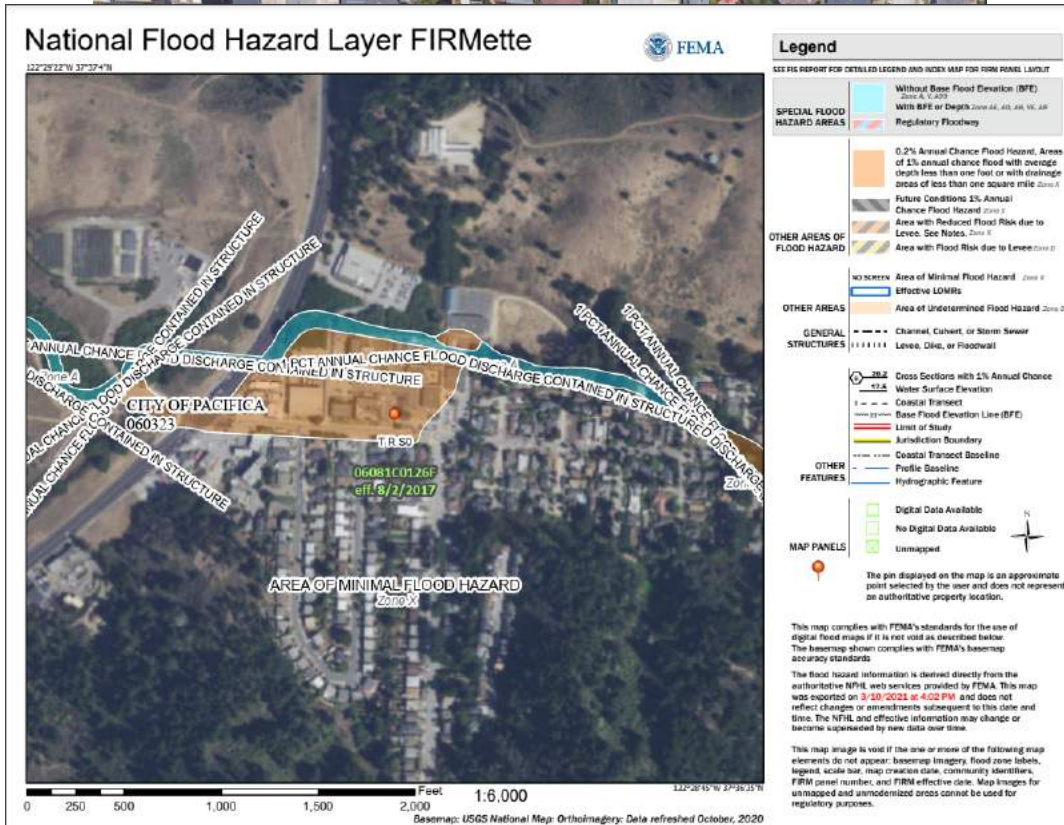 National Flood Hazard Layer FIRMette
FEMA
122°29'22"W 37°37'4"N
ANNUAL CHANCE FLOOD DISCHARGE CONTAINED IN STRUCTURE
1 PCT ANNUAL CHANCE FLOOD DISCHARGE CONTAINED IN STRUCTURE
1 PCT ANNUAL CHANCE
Zone A
CITY OF PACIFICA
060323
T.R. S0
06081C0126F
eff. 8/2/2017
AREA OF MINIMAL FLOOD HAZARD
Zone X
0 250 500 1,000 1,500 2,000 Feet 1:6,000
Basemap: USGS National Map: Orthoimagery: Data refreshed October, 2020
Legend
SEE FIS REPORT FOR DETAILED LEGEND AND INDEX MAP FOR FIRM PANEL LAYOUT
SPECIAL FLOOD
HAZARD AREAS
Without Base Flood Elevation (BFE)
Zone A, V, A99
With BFE or Depth Zone AE, AO, AH, VE, AR
Regulatory Floodway
OTHER AREAS OF
FLOOD HAZARD
0.2% Annual Chance Flood Hazard, Areas
of 1% annual chance flood with average
depth less than one foot or with drainage
areas of less than one square mile Zone X
Future Conditions 1% Annual
Chance Flood Hazard Zone X
Area with Reduced Flood Risk due to
Levee. See Notes. Zone X
Area with Flood Risk due to Levee Zone D
OTHER AREAS
NO SCREEN Area of Minimal Flood Hazard Zone X
Effective LOMRs
Area of Undetermined Flood Hazard Zone D
GENERAL
STRUCTURES
Channel, Culvert, or Storm Sewer
Levee, Dike, or Floodwall
OTHER
FEATURES
20.2 Cross Sections with 1% Annual Chance
17.5 Water Surface Elevation
Coastal Transect
Base Flood Elevation Line (BFE)
Limit of Study
Jurisdiction Boundary
Coastal Transect Baseline
Profile Baseline
Hydrographic Feature
MAP PANELS
Digital Data Available
No Digital Data Available
Unmapped
N
The pin displayed on the map is an approximate
point selected by the user and does not represent
an authoritative property location.
This map complies with FEMA's standards for the use of
digital flood maps if it is not void as described below.
The basemap shown complies with FEMA's basemap
accuracy standards
The flood hazard information is derived directly from the
authoritative NFHL web services provided by FEMA. This map
was exported on 3/10/2021 at 4:02 PM and does not
reflect changes or amendments subsequent to this date and
time. The NFHL and effective information may change or
become superseded by new data over time.
This map image is void if the one or more of the following map
elements do not appear: basemap imagery, flood zone labels,
legend, scale bar, map creation date, community identifiers,
FIRM panel number, and FIRM effective date. Map images for
unmapped and unmodernized areas cannot be used for
regulatory purposes.